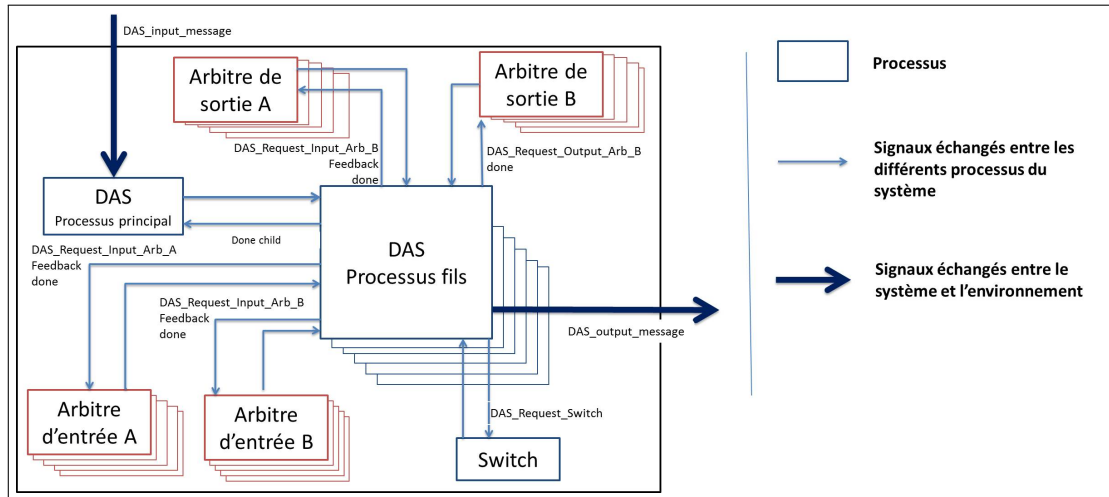 DAS_input_message
Arbitre de
sortie A
Arbitre de
sortie B
DAS_Request_Input_Arb_B
Feedback
done
DAS_Request_Output_Arb_B
done
DAS
Processus principal
Done child
DAS_Request_Input_Arb_A
Feedback
done
DAS
Processus fils
DAS_Request_Input_Arb_B
Feedback
done
DAS_output_message
Arbitre
d'entrée A
Arbitre
d'entrée B
DAS_Request_Switch
Switch
Processus
Signaux échangés entre les
différents processus du
système
Signaux échangés entre le
système et l'environnement